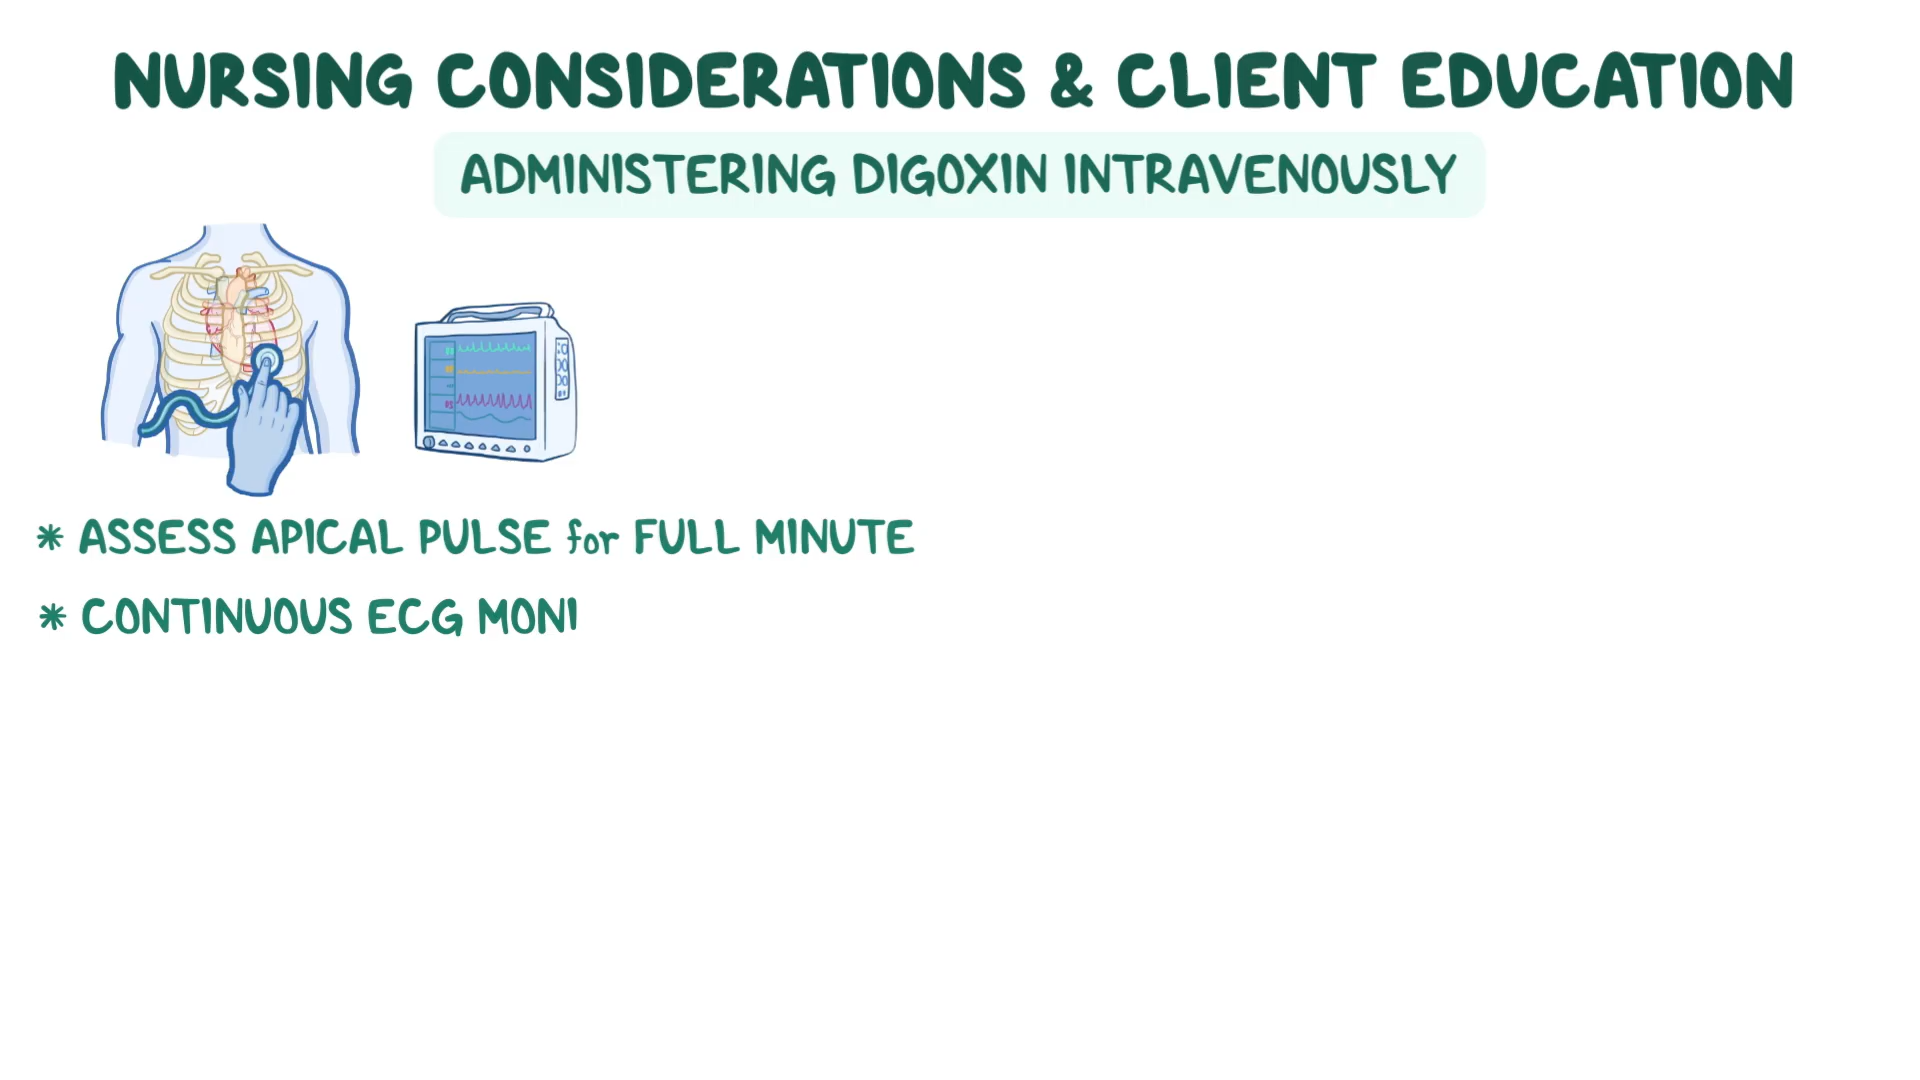 NURSING CONSIDERATIONS & CLIENT EDUCATION
ADMINISTERING DIGOXIN INTRAVENOUSLY
* ASSESS APICAL PULSE for FULL MINUTE
* CONTINUOUS ECG MONI